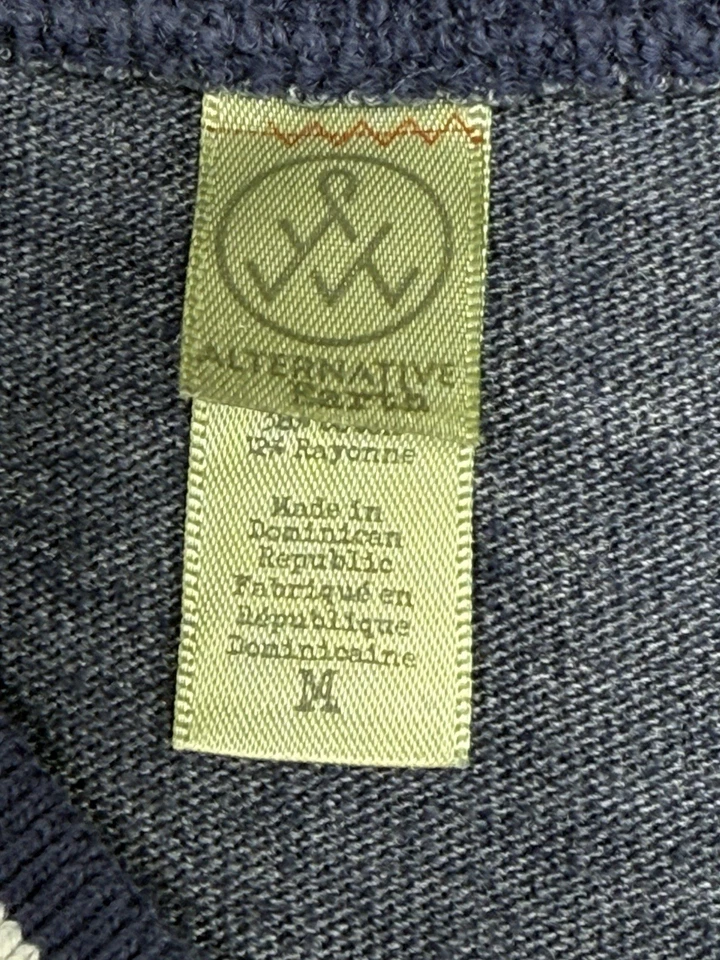 ALTERNATIVE
Earth
12% Rayonne
Made in
Dominican
Republic
Fabriqué en
République
Dominicaine
M